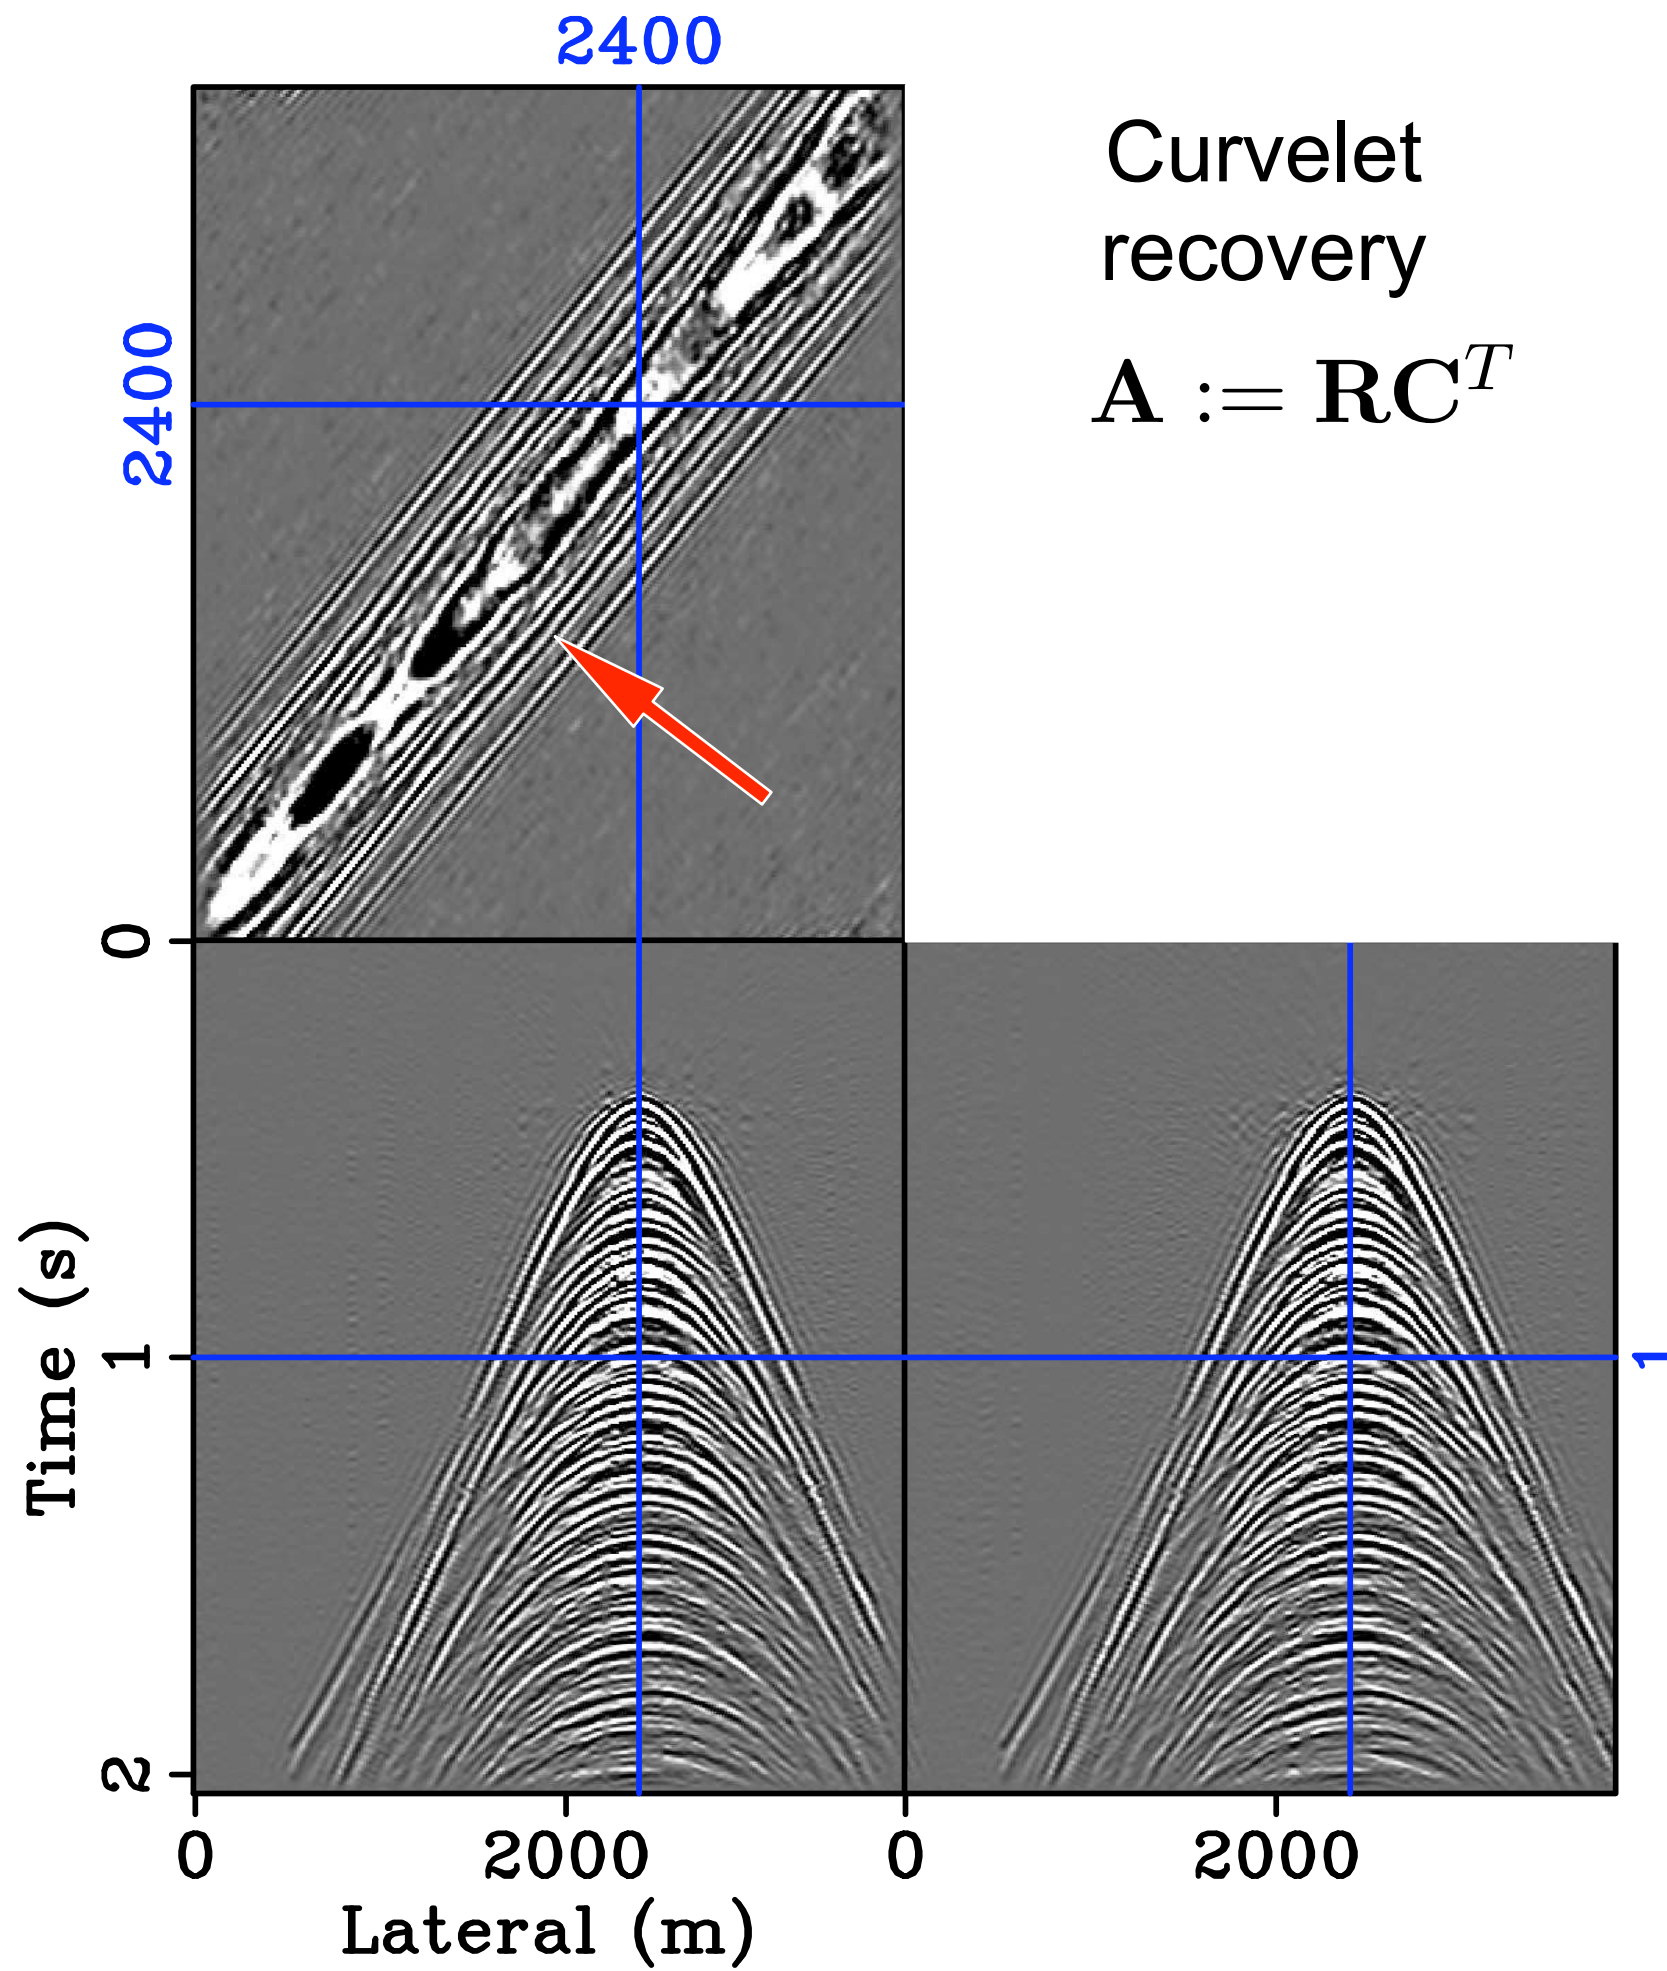 2400
Curvelet
recovery
A := RC^T
2400
0
Time (s)
1
1
2
0
2000
0
2000
Lateral (m)